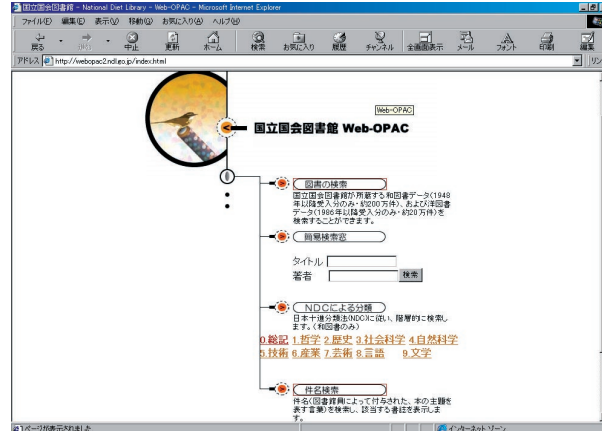 国立国会図書館 - National Diet Library - Web-OPAC - Microsoft Internet Explorer
ファイル(F) 編集(E) 表示(V) 移動(G) お気に入り(A) ヘルプ(H)
戻る 中止 更新 ホーム 検索 お気に入り 履歴 チャンネル 全画面表示 メール フォント 印刷 編集
アドレス http://webopac2.ndl.go.jp/index.html リン
Web-OPAC
国立国会図書館 Web-OPAC
図書の検索
国立国会図書館が所蔵する和図書データ(1948
年以降受入分のみ・約200万件)、および洋図書
データ(1986年以降受入分のみ・約20万件)を
検索することができます。
簡易検索窓
タイトル
著者 検索
NDCによる分類
日本十進分類法(NDC)に従い、階層的に検索し
ます。(和図書のみ)
0.総記 1.哲学 2.歴史 3.社会科学 4.自然科学
5.技術 6.産業 7.芸術 8.言語 9.文学
件名検索
件名(図書館員によって付与された、本の主題を
表す言葉)を検索し、該当する書誌を表示しま
す。
ページが表示されました インターネット ゾーン